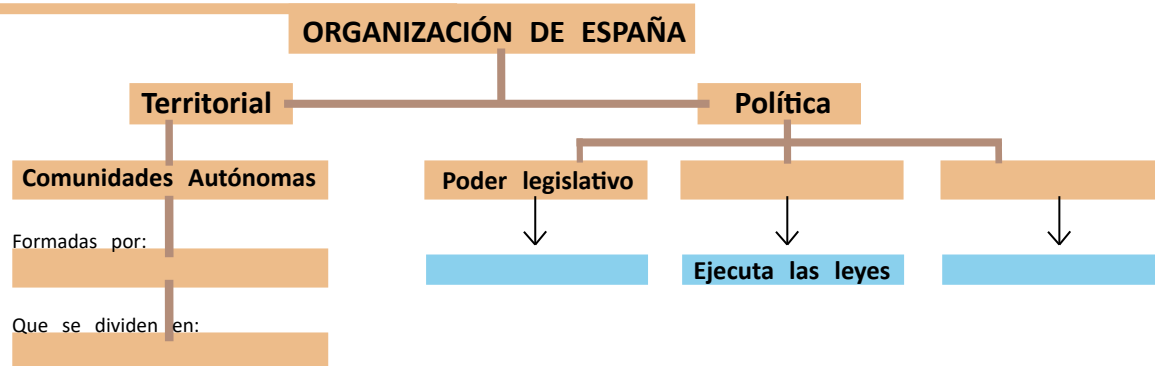 ORGANIZACIÓN DE ESPAÑA
Territorial
Política
Comunidades Autónomas
Poder legislativo
Formadas por:
Ejecuta las leyes
Que se dividen en: